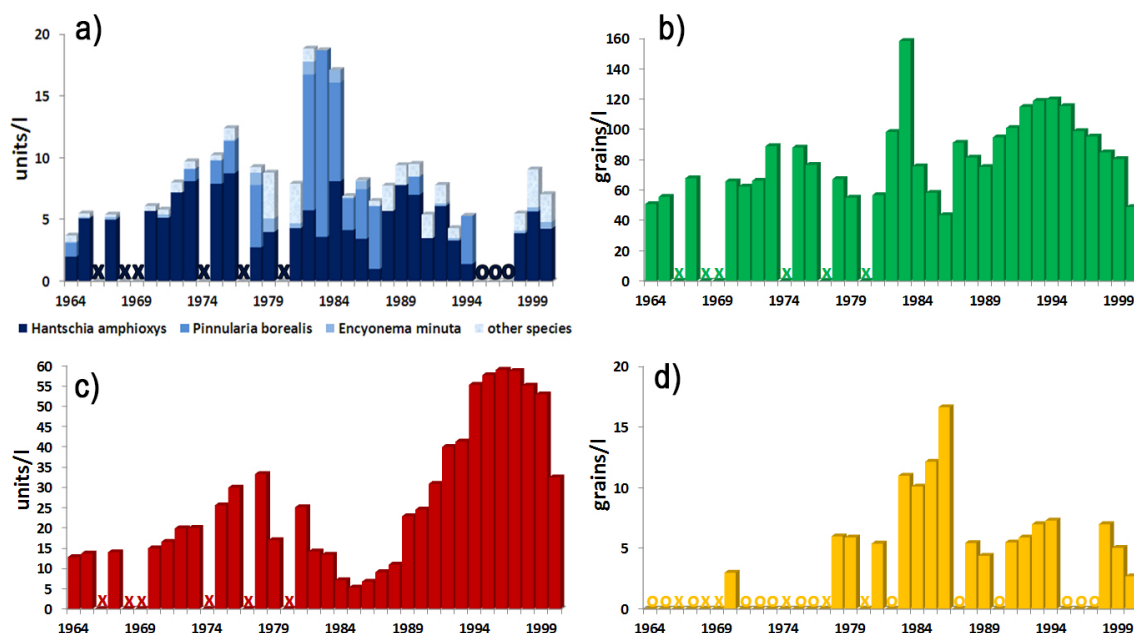 a)
units/l
20
15
10
5
0
X X X X X X OOO
1964 1969 1974 1979 1984 1989 1994 1999
Hantschia amphioxys Pinnularia borealis Encyonema minuta other species
b)
grains/l
160
140
120
100
80
60
40
20
0
X X X X X X
1964 1969 1974 1979 1984 1989 1994 1999
c)
units/l
60
55
50
45
40
35
30
25
20
15
10
5
0
X X X X X X
1964 1969 1974 1979 1984 1989 1994 1999
d)
grains/l
20
15
10
5
0
O O X O X X O O O X O O X O O O O O O
1964 1969 1974 1979 1984 1989 1994 1999